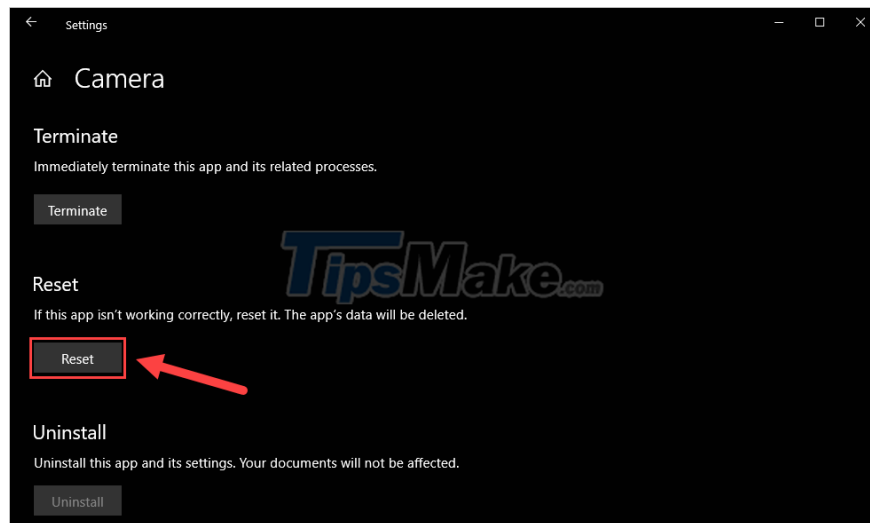 Settings
Camera
Terminate
Immediately terminate this app and its related processes.
Terminate
TipsMake.com
Reset
If this app isn't working correctly, reset it. The app's data will be deleted.
Reset
Uninstall
Uninstall this app and its settings. Your documents will not be affected.
Uninstall